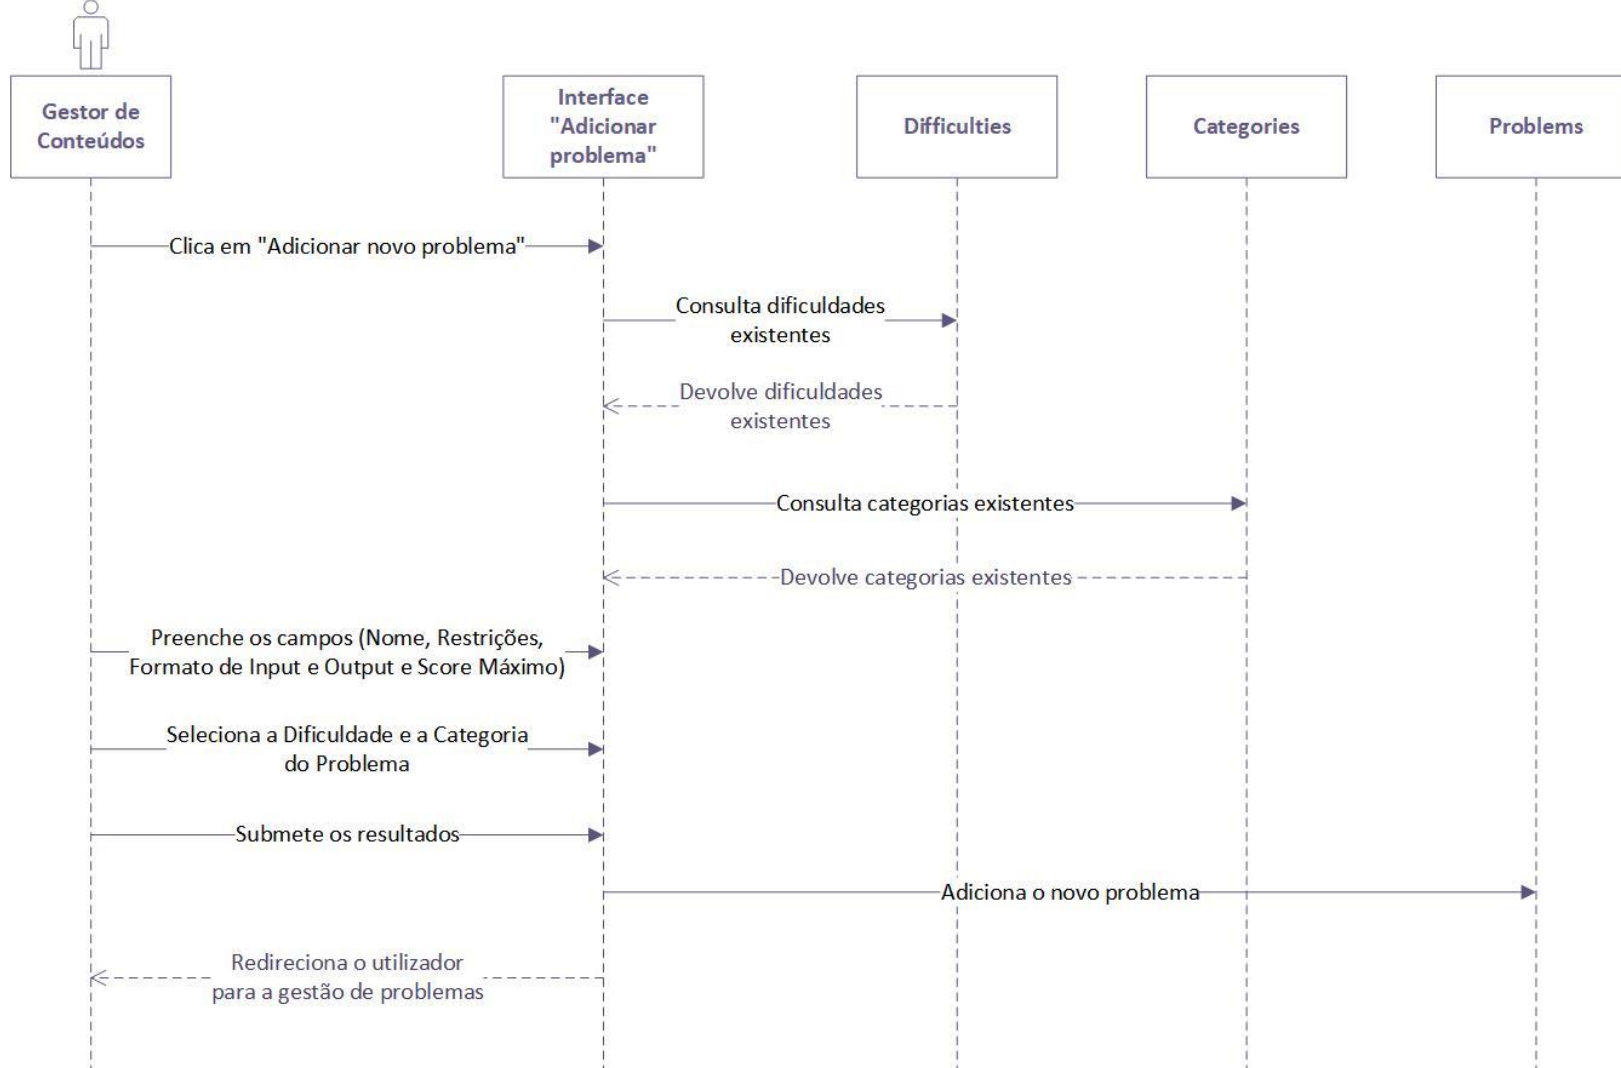 Gestor de
Conteúdos
Interface
"Adicionar
problema"
Difficulties
Categories
Problems
Clica em "Adicionar novo problema"
Consulta dificuldades
existentes
Devolve dificuldades
existentes
Consulta categorias existentes
Devolve categorias existentes
Preenche os campos (Nome, Restrições,
Formato de Input e Output e Score Máximo)
Seleciona a Dificuldade e a Categoria
do Problema
Submete os resultados
Adiciona o novo problema
Redireciona o utilizador
para a gestão de problemas